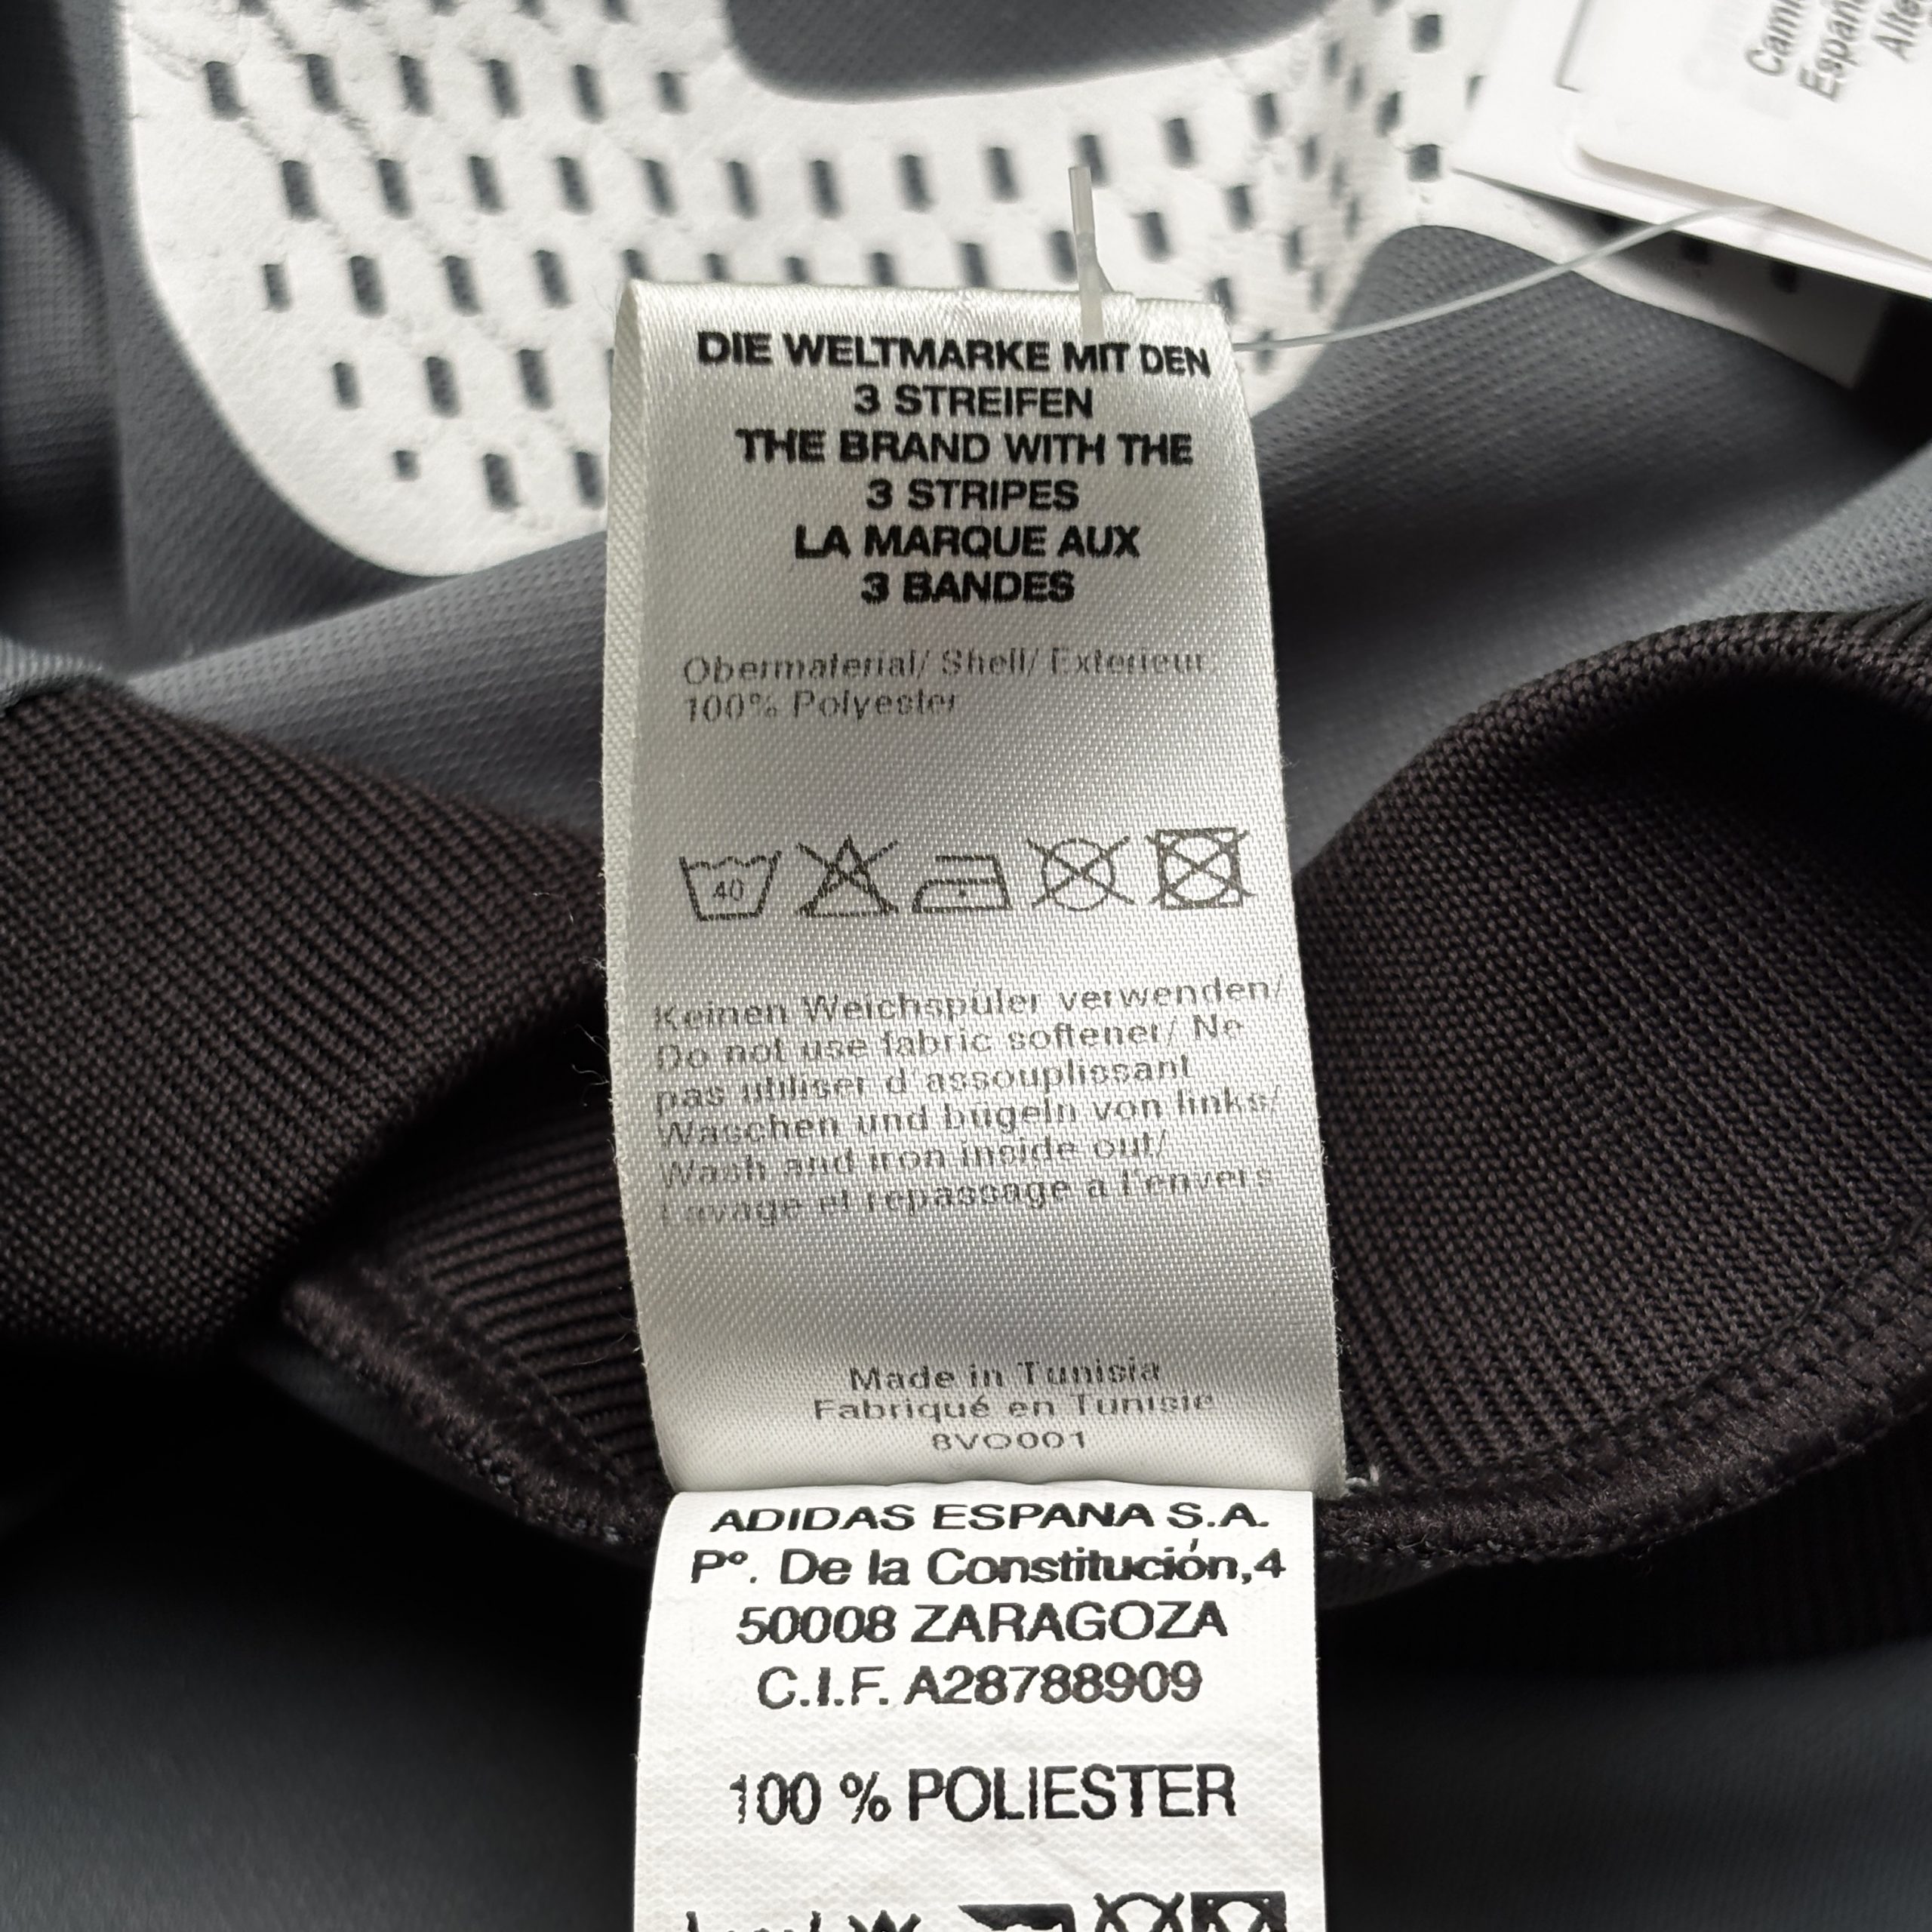 Cami
Españ
Alte
DIE WELTMARKE MIT DEN
3 STREIFEN
THE BRAND WITH THE
3 STRIPES
LA MARQUE AUX
3 BANDES
Obermaterial/ Shell/ Exterieur
100% Polyester
40
Keinen Weichspüler verwenden/
Do not use fabric softener/ Ne
pas utiliser d'assouplissant
Waschen und bügeln von links/
Wash and iron inside out/
Lavage et repassage a l'envers
Made in Tunisia
Fabriqué en Tunisie
8VO001
ADIDAS ESPANA S.A.
Pº. De la Constitución,4
50008 ZARAGOZA
C.I.F. A28788909
100 % POLIESTER